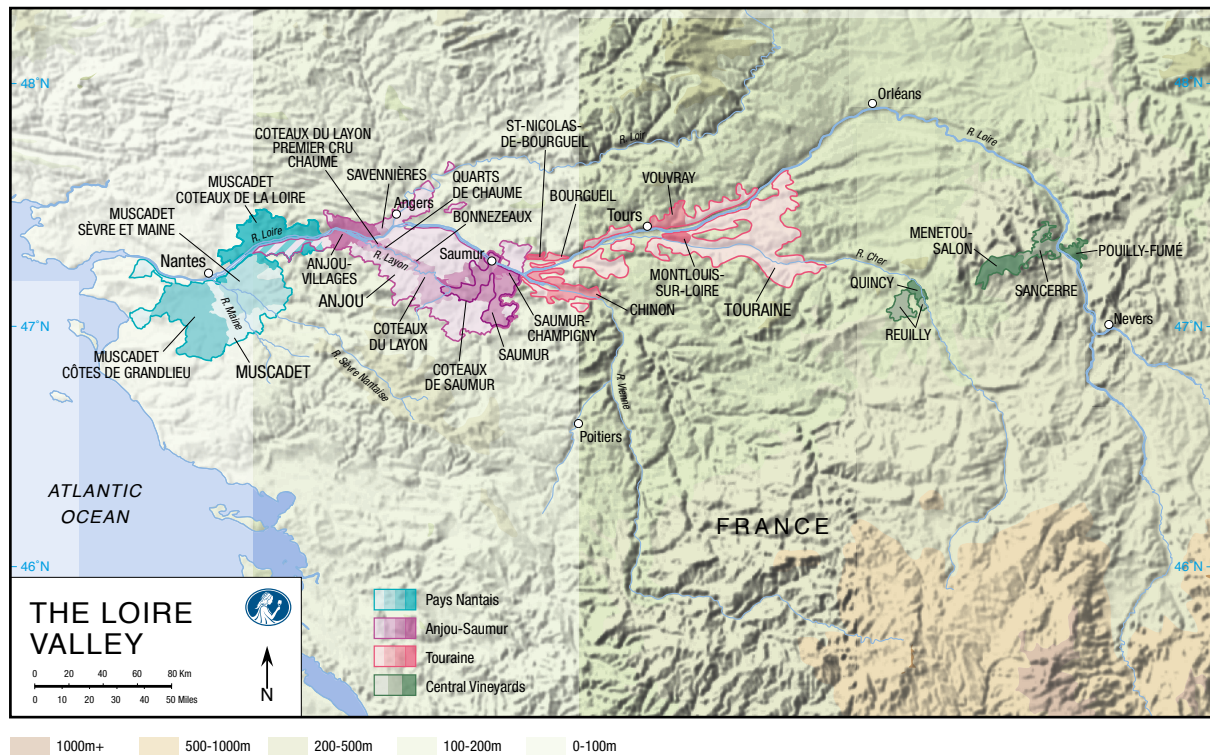 48°N
48°N
Orléans
R. Loire
ST-NICOLAS-
DE-BOURGUEIL
R. Loir
COTEAUX DU LAYON
PREMIER CRU
CHAUME
SAVENNIÈRES
QUARTS
DE CHAUME
MUSCADET
COTEAUX DE LA LOIRE
Angers
BOURGUEIL
VOUVRAY
MUSCADET
SÈVRE ET MAINE
BONNEZEAUX
Tours
R. Loire
MENETOU-
SALON
POUILLY-FUMÉ
Nantes
ANJOU-
VILLAGES
R. Layon
Saumur
R. Cher
MONTLOUIS-
SUR-LOIRE
QUINCY
SANCERRE
ANJOU
R. Maine
CHINON
TOURAINE
47°N
47°N
Nevers
COTEAUX
DU LAYON
SAUMUR-
CHAMPIGNY
REUILLY
SAUMUR
MUSCADET
CÔTES DE GRANDLIEU
MUSCADET
COTEAUX
DE SAUMUR
R. Sèvre Nantaise
R. Vienne
Poitiers
ATLANTIC
OCEAN
FRANCE
46°N
46°N
THE LOIRE
VALLEY
0 20 40 60 80 Km
0 10 20 30 40 50 Miles
N
Pays Nantais
Anjou-Saumur
Touraine
Central Vineyards
1000m+ 500-1000m 200-500m 100-200m 0-100m